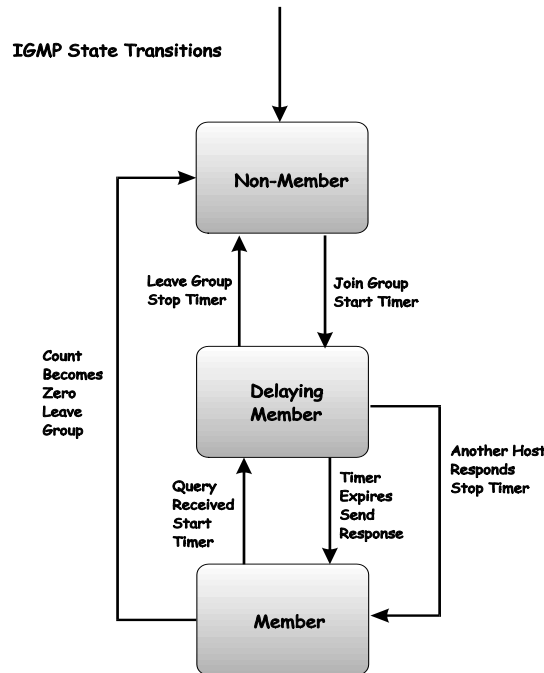 IGMP State Transitions
Non-Member
Leave Group
Stop Timer
Join Group
Start Timer
Count
Becomes
Zero
Leave
Group
Delaying
Member
Another Host
Responds
Stop Timer
Query
Received
Start
Timer
Timer
Expires
Send
Response
Member